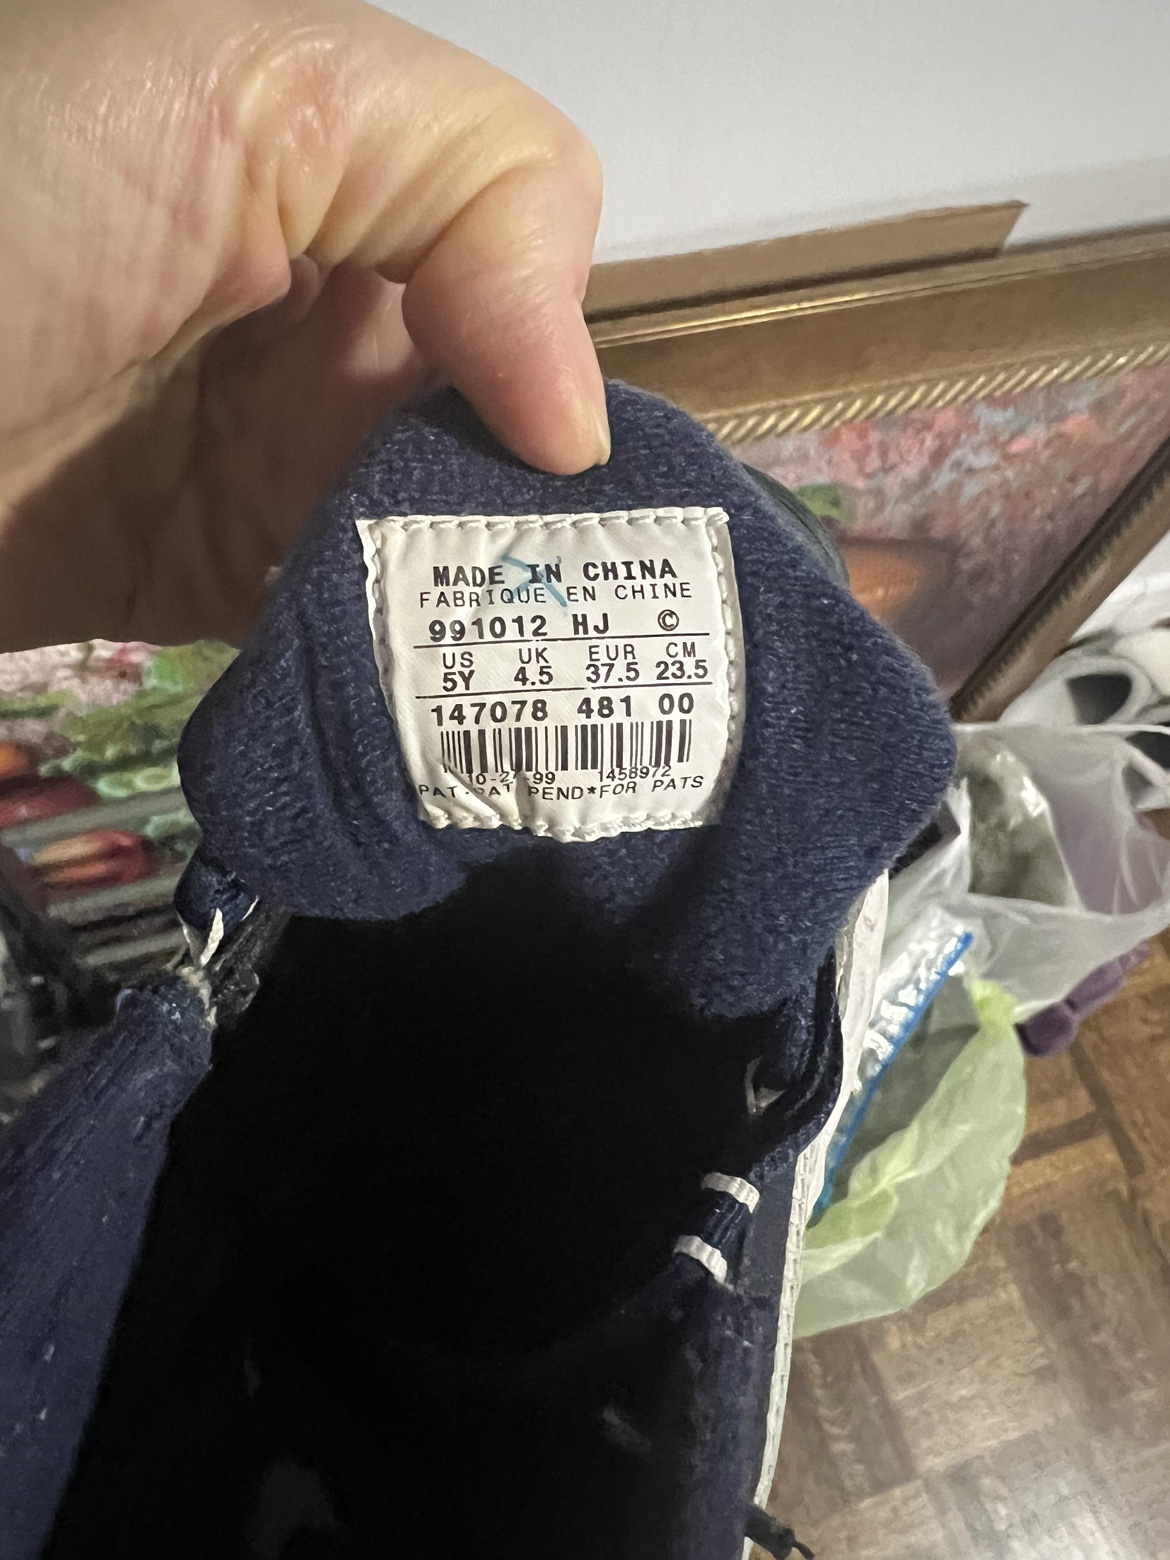 MADE IN CHINA
FABRIQUE EN CHINE
991012 HJ ©
US UK EUR CM
5Y 4.5 37.5 23.5
147078 481 00
99 1458972
PEND*FOR PATS